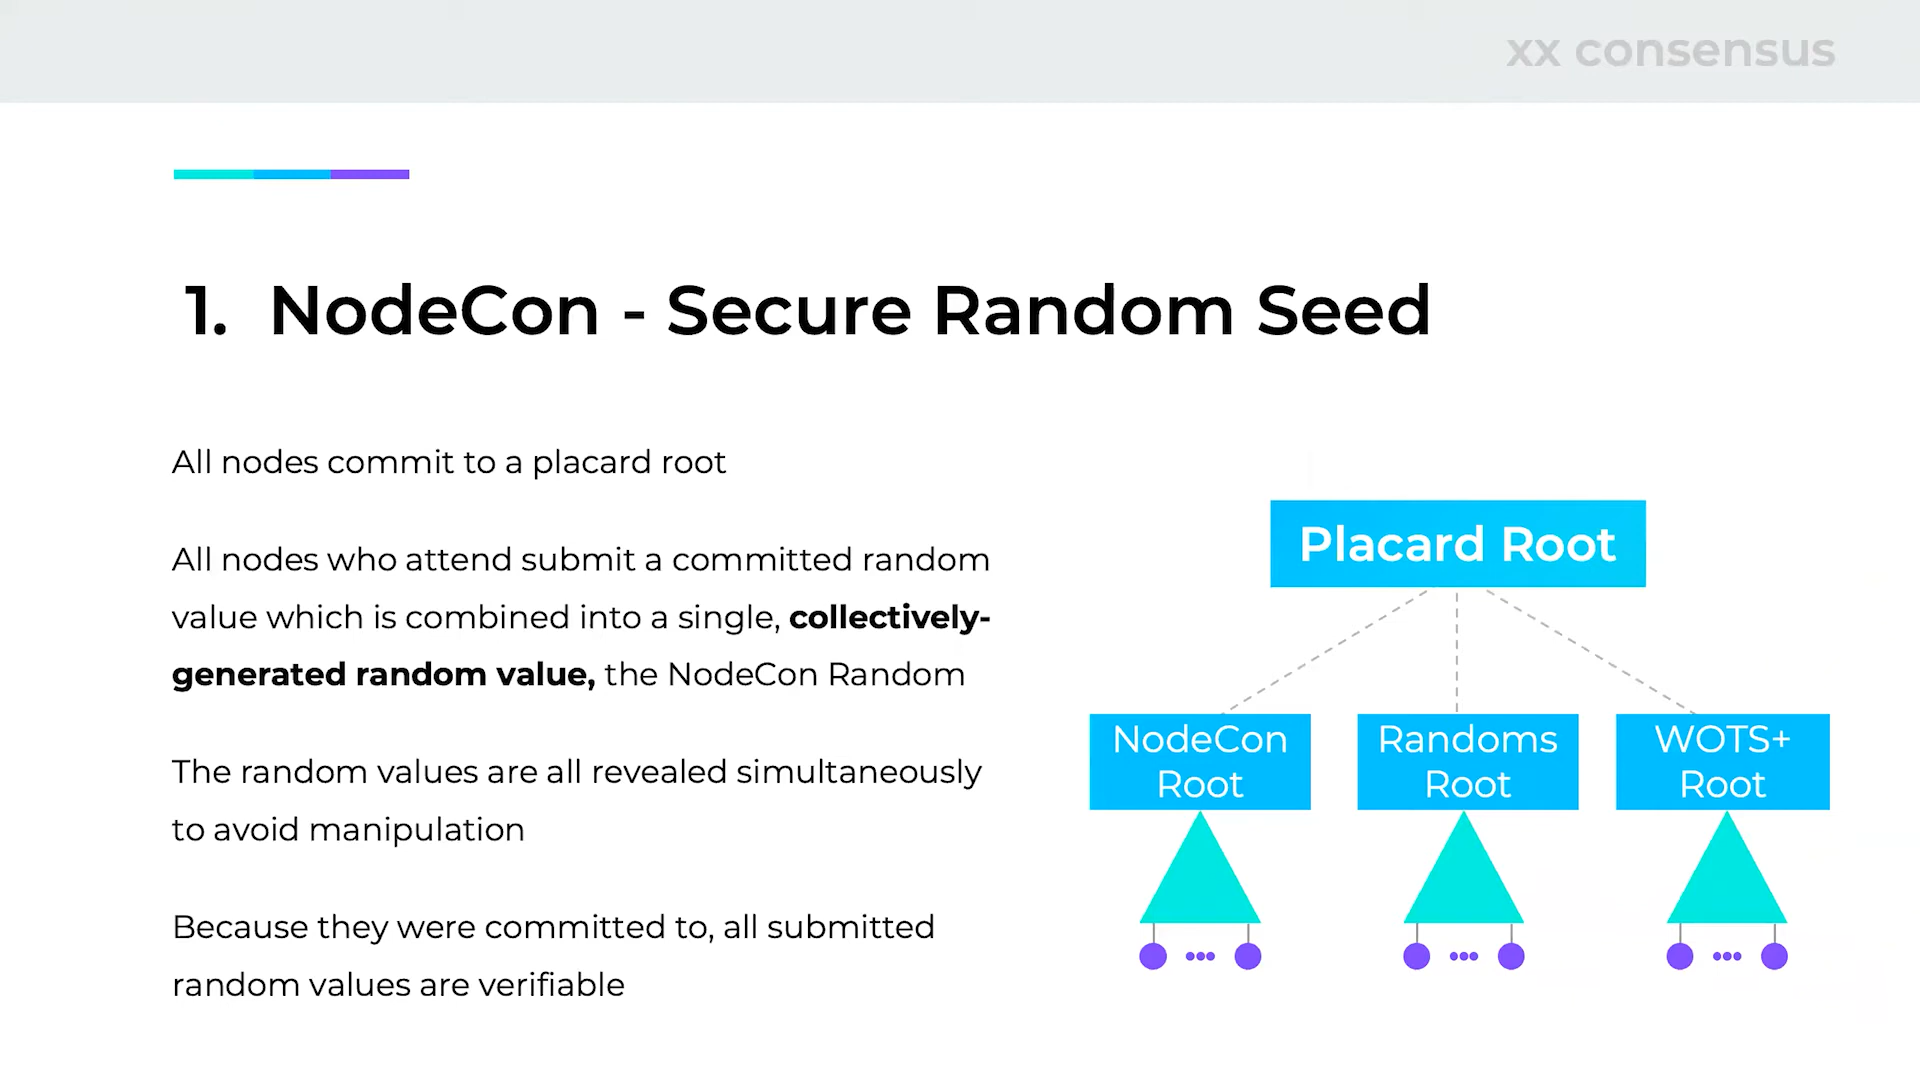 xx consensus
1. NodeCon - Secure Random Seed
All nodes commit to a placard root
All nodes who attend submit a committed random
value which is combined into a single, collectively-
generated random value, the NodeCon Random
The random values are all revealed simultaneously
to avoid manipulation
Because they were committed to, all submitted
random values are verifiable
Placard Root
NodeCon
Root
Randoms
Root
WOTS+
Root